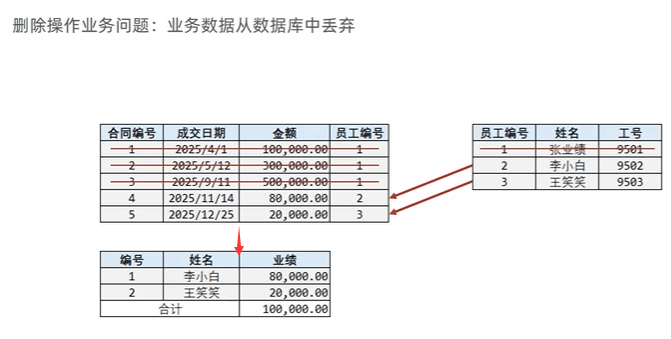 删除操作业务问题：业务数据从数据库中丢弃
合同编号 成交日期 金额 员工编号
1 2025/4/1 100,000.00 1
2 2025/5/12 300,000.00 1
3 2025/9/11 500,000.00 1
4 2025/11/14 80,000.00 2
5 2025/12/25 20,000.00 3
员工编号 姓名 工号
1 张业绩 9501
2 李小白 9502
3 王笑笑 9503
编号 姓名 业绩
1 李小白 80,000.00
2 王笑笑 20,000.00
合计 100,000.00